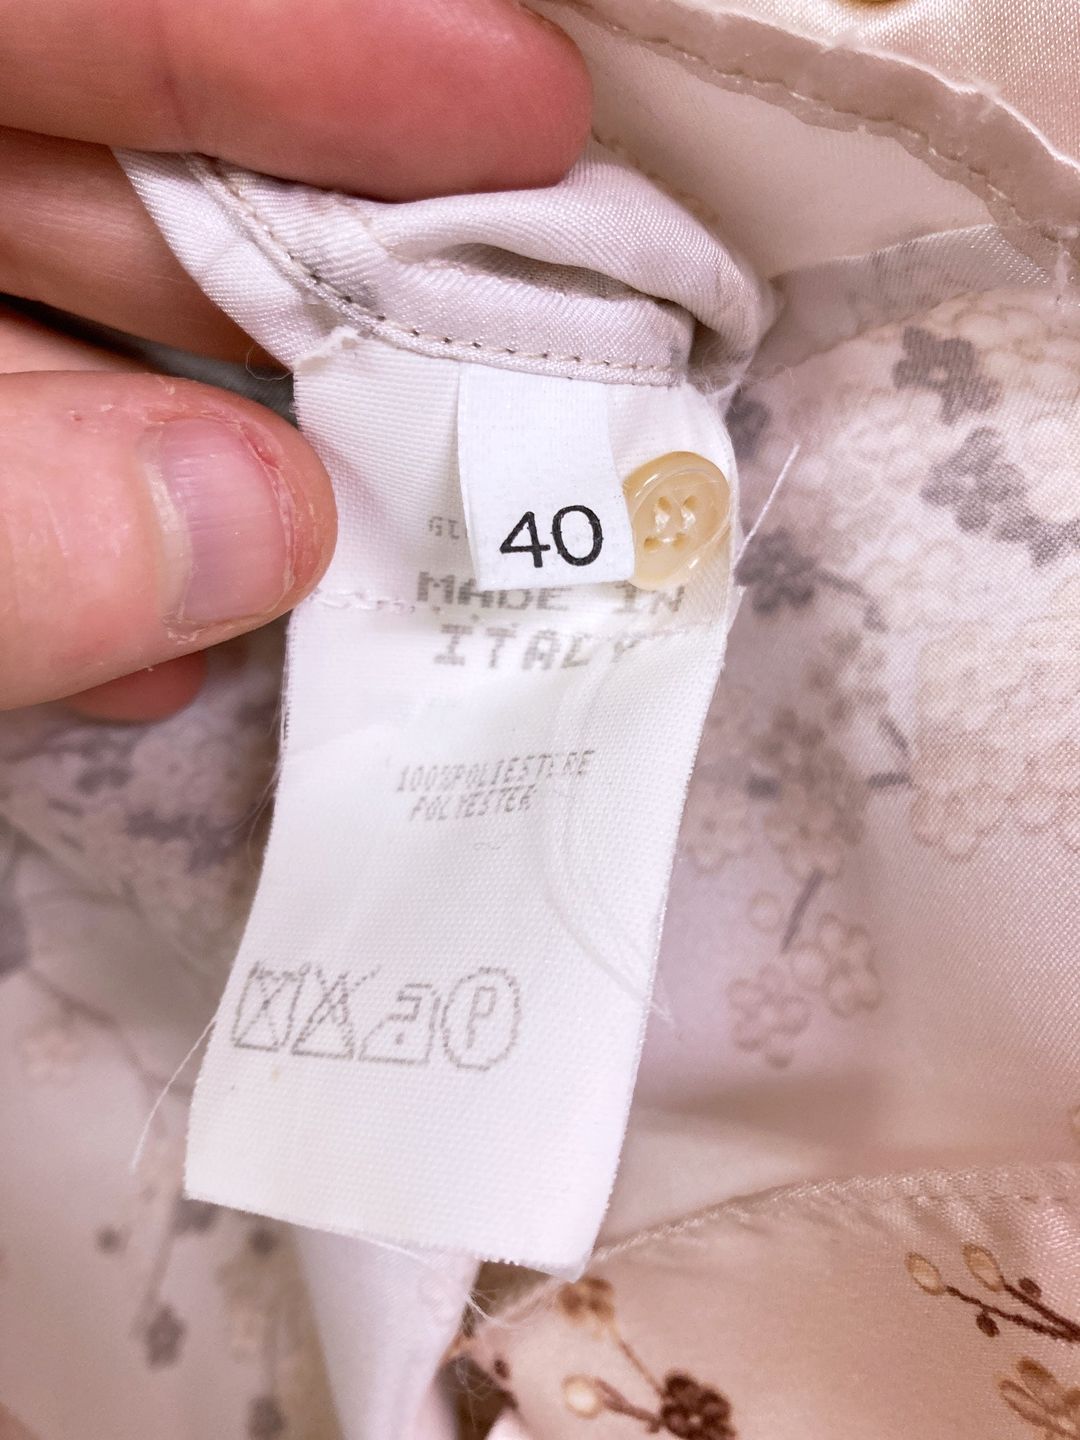 40
MADE IN
ITALY
100%POLIESTERE
POLYESTER
P